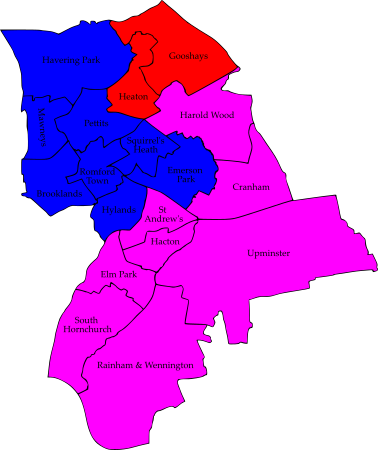 Havering Park
Gooshays
Heaton
Harold Wood
Pettits
Squirrel's
Heath
Emerson
Park
Romford
Town
Brooklands
Cranham
Hylands
St
Andrew's
Hacton
Upminster
Elm Park
South
Hornchurch
Rainham & Wennington